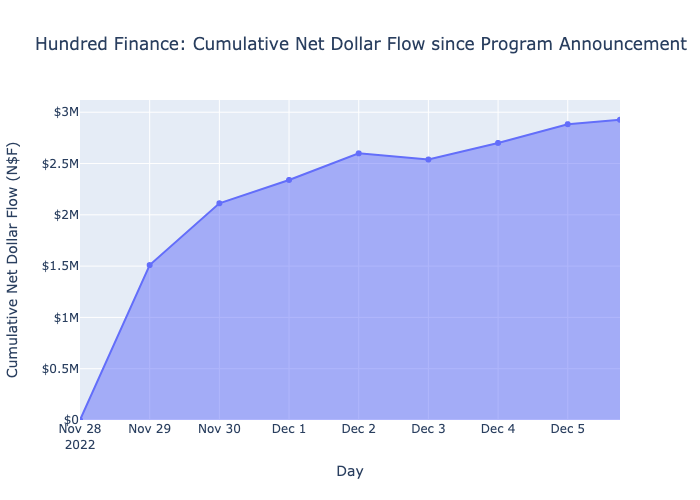 Hundred Finance: Cumulative Net Dollar Flow since Program Announcement
Cumulative Net Dollar Flow (N$F)
$3M
$2.5M
$2M
$1.5M
$1M
$0.5M
$0
Nov 28 Nov 29 Nov 30 Dec 1 Dec 2 Dec 3 Dec 4 Dec 5
2022
Day